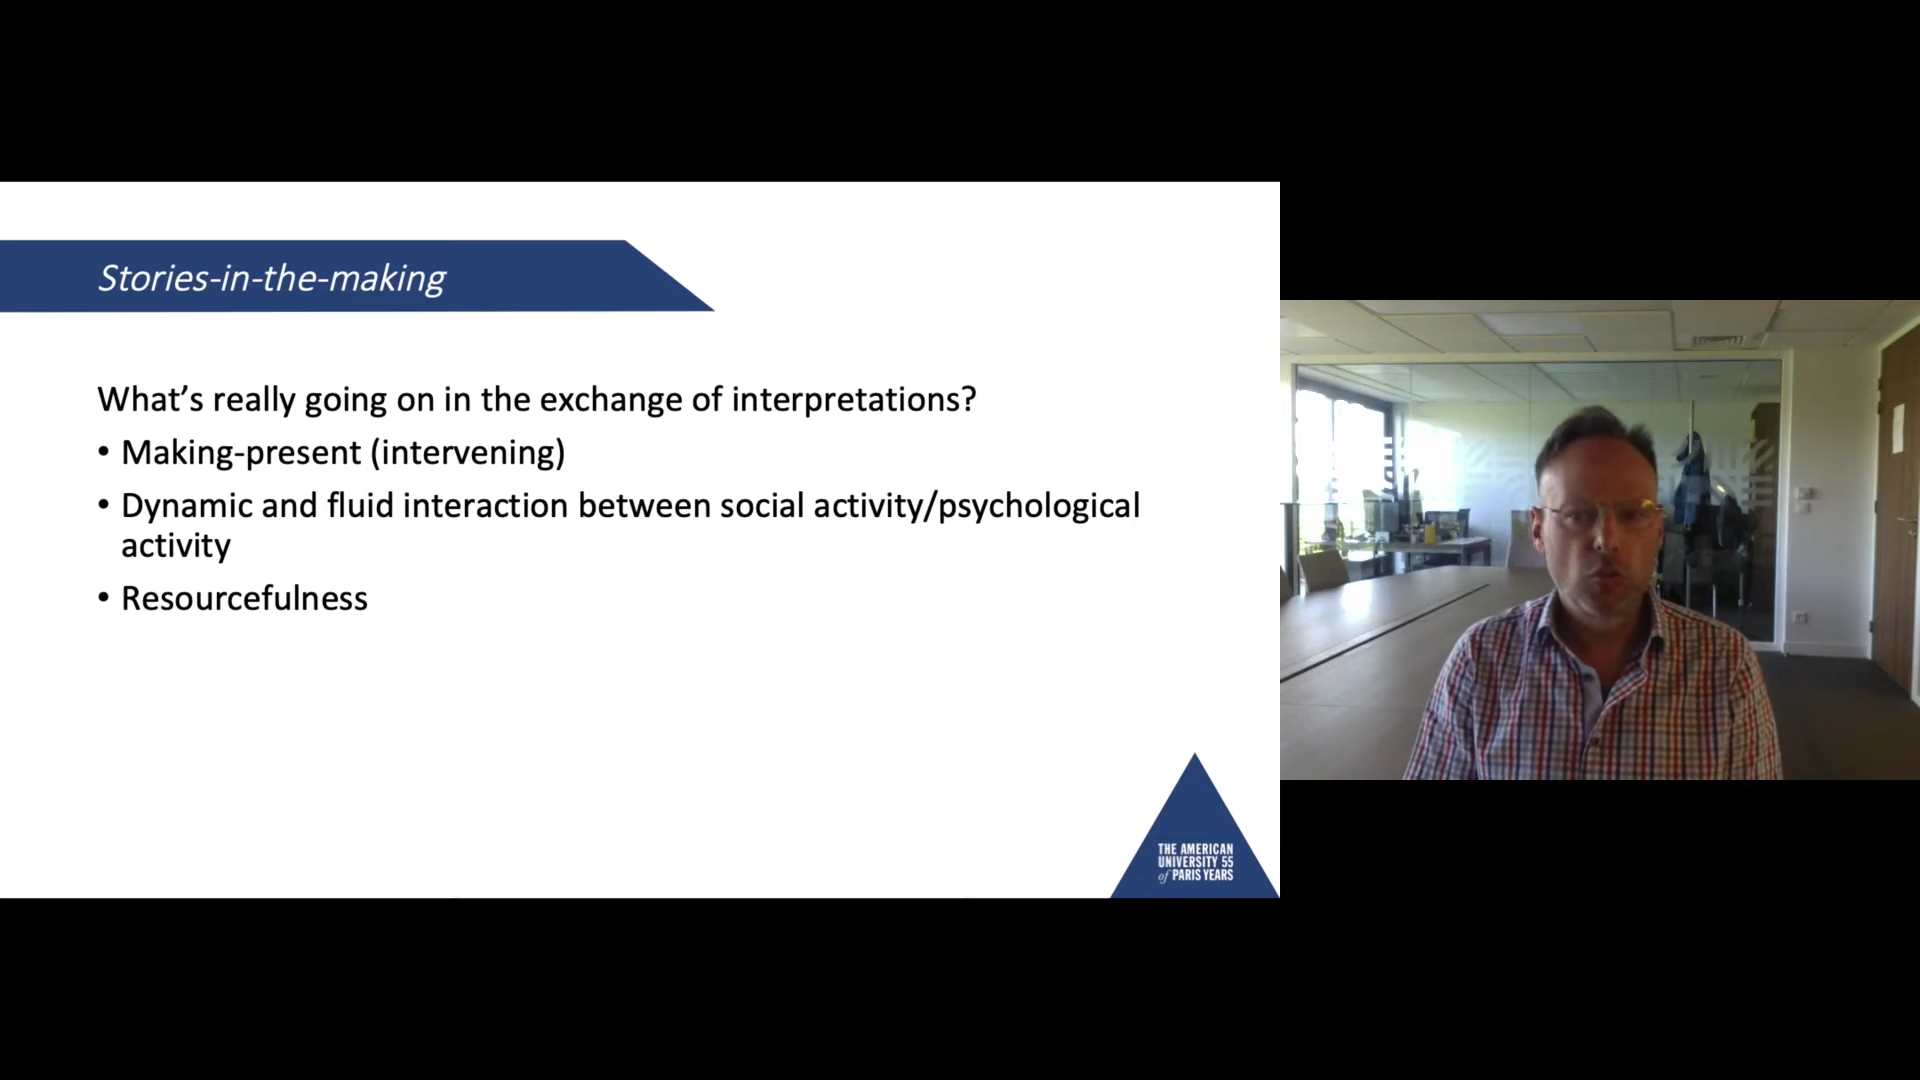 Stories-in-the-making
What's really going on in the exchange of interpretations?
• Making-present (intervening)
• Dynamic and fluid interaction between social activity/psychological
activity
• Resourcefulness
THE AMERICAN
UNIVERSITY 55
of PARIS YEARS